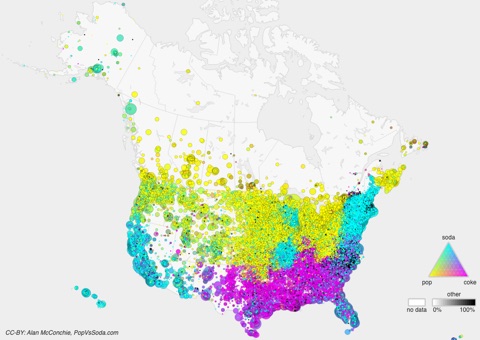 soda
pop coke
other
no data 0% 100%
CC-BY: Alan McConchie, PopVsSoda.com